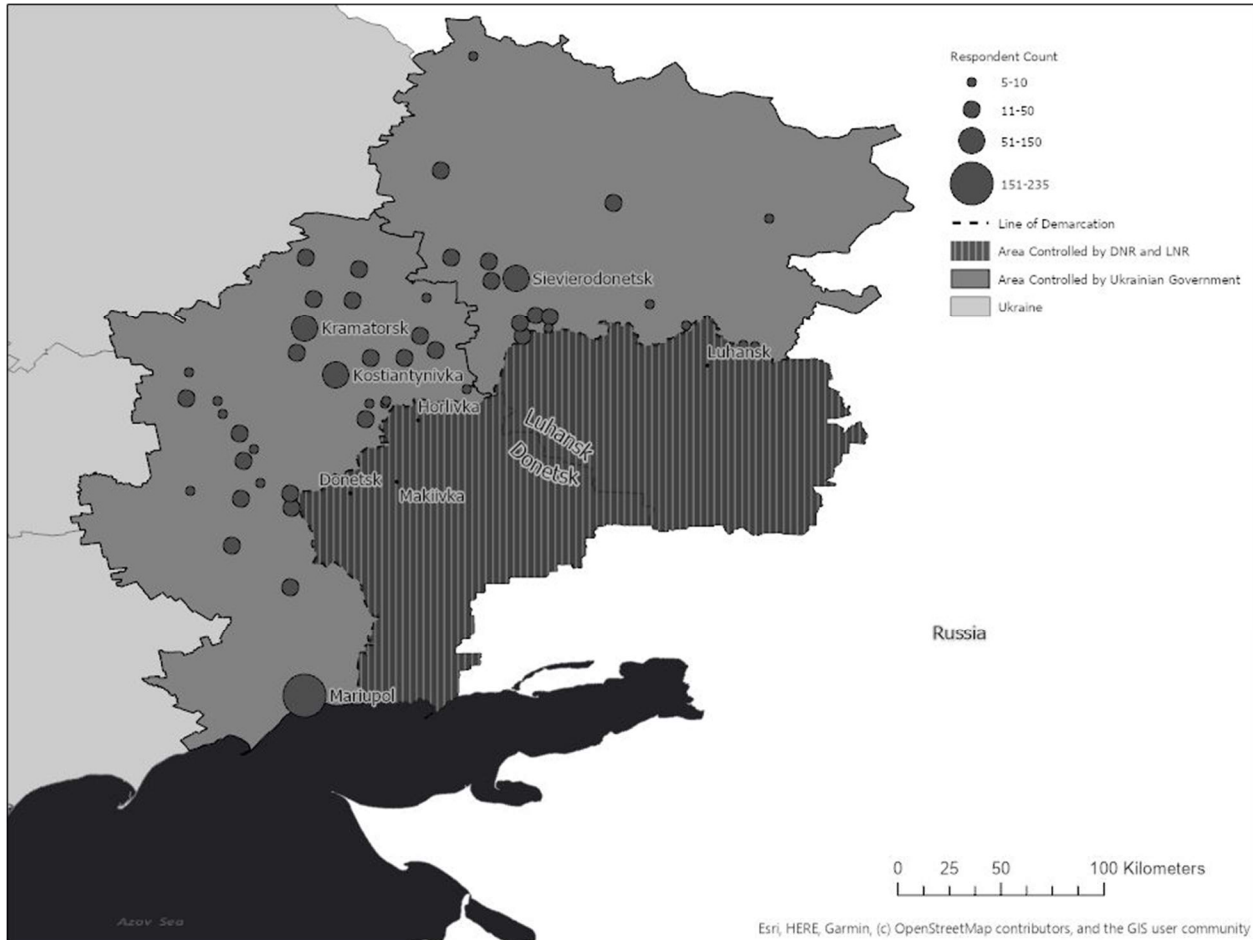 Respondent Count
5-10
11-50
51-150
151-235
Line of Demarcation
Area Controlled by DNR and LNR
Area Controlled by Ukrainian Government
Ukraine
Sievierodonetsk
Kramatorsk
Luhansk
Kostiantynivka
Horlivka
Luhansk
Donetsk
Donetsk
Makiivka
Russia
Mariupol
0 25 50 100 Kilometers
Azov Sea
Esri, HERE, Garmin, (c) OpenStreetMap contributors, and the GIS user community